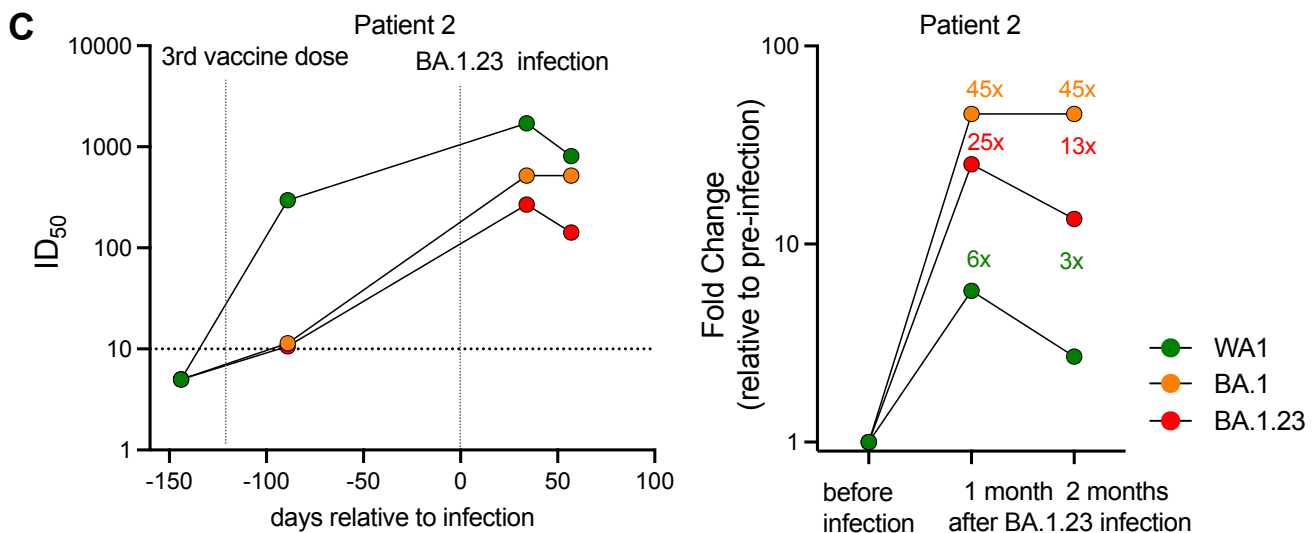 C
Patient 2
3rd vaccine dose
BA.1.23 infection
10000
1000
100
10
1
ID50
-150 -100 -50 0 50 100
days relative to infection
Patient 2
100
10
1
Fold Change
(relative to pre-infection)
45x 45x
25x 13x
6x 3x
before
infection
1 month 2 months
after BA.1.23 infection
WA1
BA.1
BA.1.23